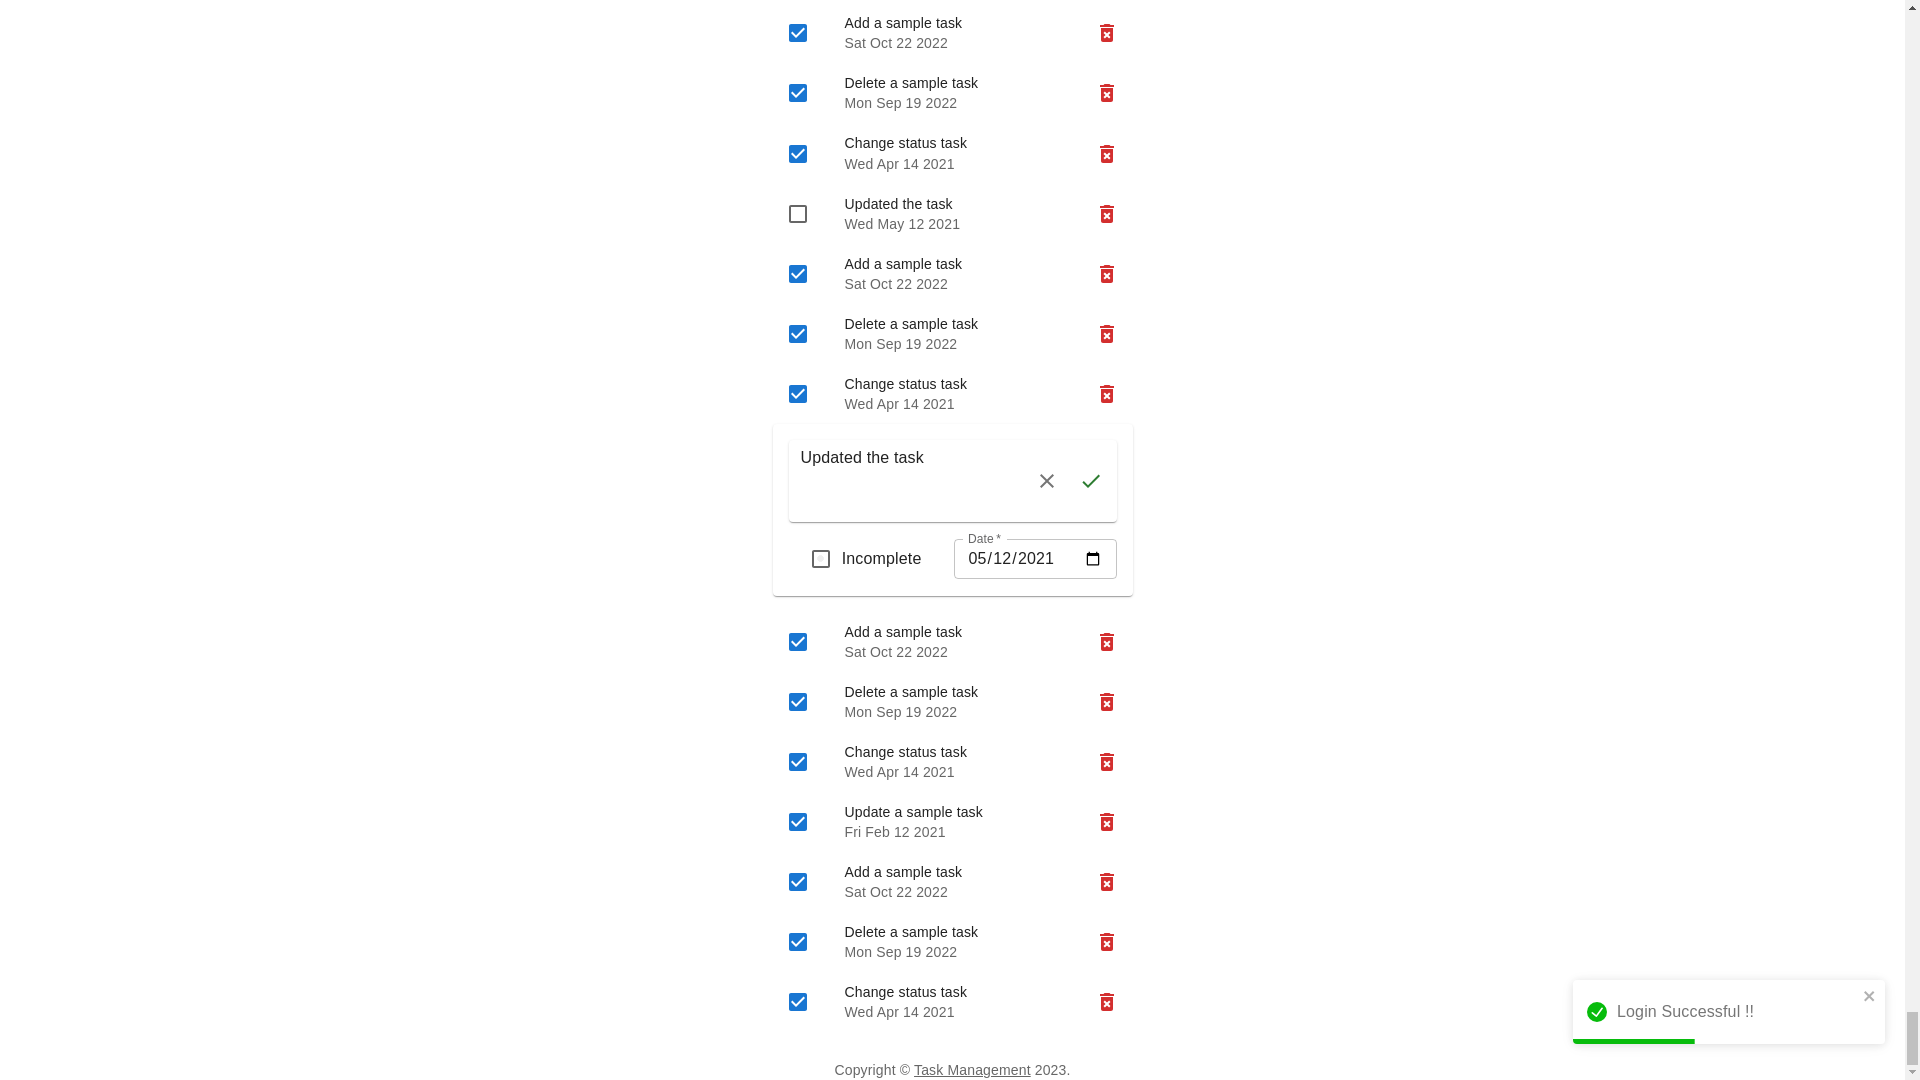 Add a sample task
Sat Oct 22 2022
Delete a sample task
Mon Sep 19 2022
Change status task
Wed Apr 14 2021
Updated the task
Wed May 12 2021
Add a sample task
Sat Oct 22 2022
Delete a sample task
Mon Sep 19 2022
Change status task
Wed Apr 14 2021
Updated the task
Date *
Incomplete
05/12/2021
Add a sample task
Sat Oct 22 2022
Delete a sample task
Mon Sep 19 2022
Change status task
Wed Apr 14 2021
Update a sample task
Fri Feb 12 2021
Add a sample task
Sat Oct 22 2022
Delete a sample task
Mon Sep 19 2022
Change status task
Wed Apr 14 2021
Login Successful !!
Copyright © Task Management 2023.